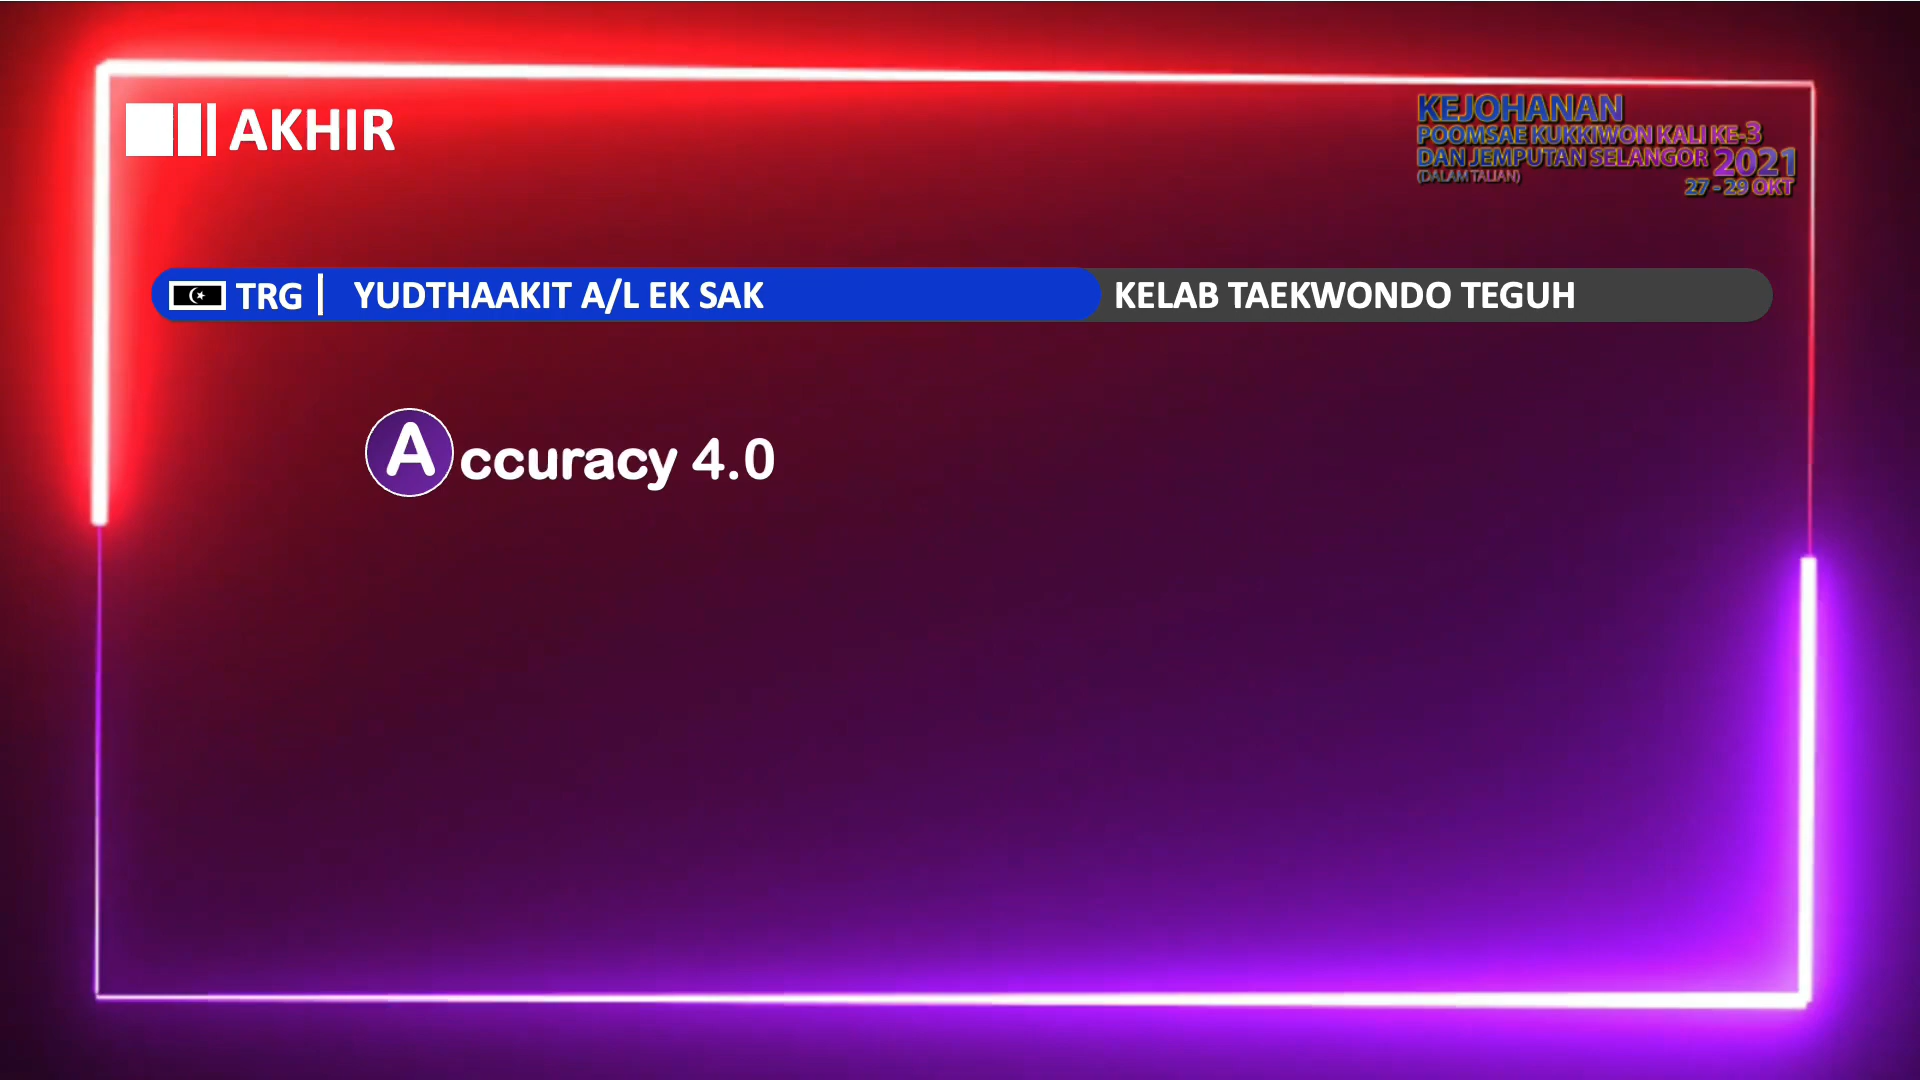 AKHIR
KEJOHANAN
POOMSAE KUKKIWON KALI KE-3
DAN JEMPUTAN SELANGOR 2021
(DALAM TALIAN)
27 - 29 OKT
TRG | YUDTHAAKIT A/L EK SAK KELAB TAEKWONDO TEGUH
Accuracy 4.0